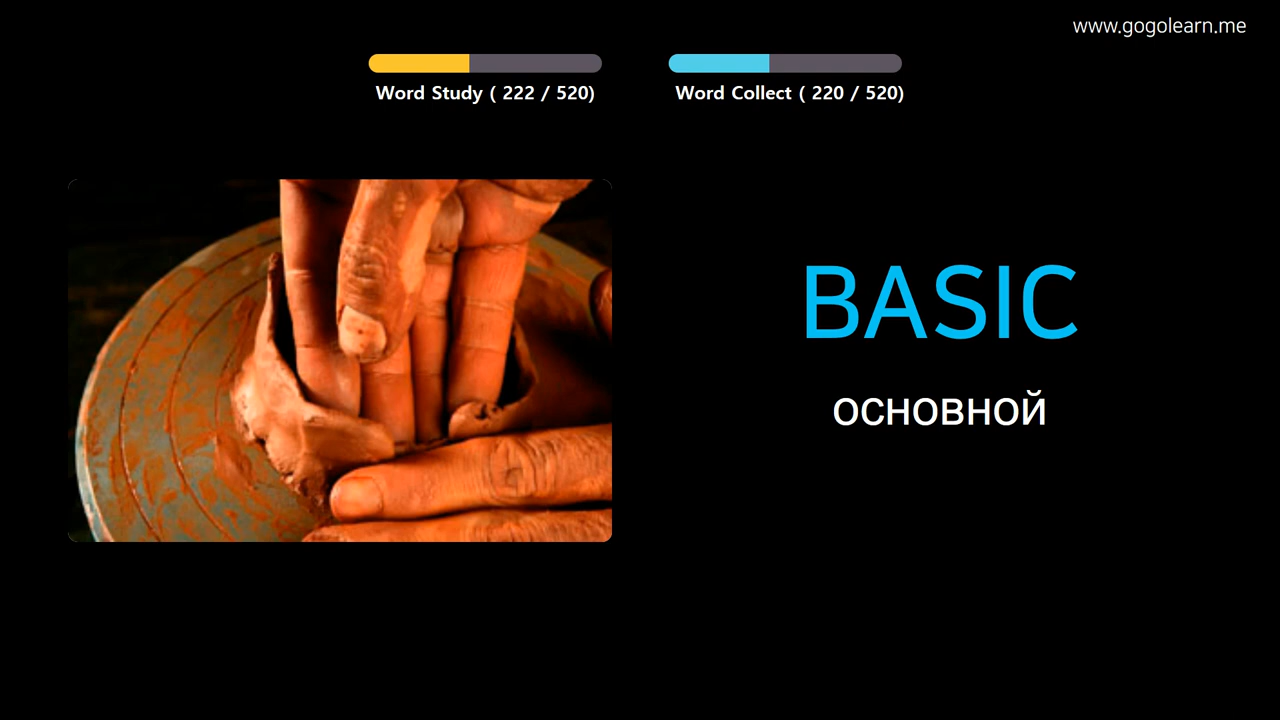 www.gogolearn.me
Word Study ( 222 / 520)
Word Collect ( 220 / 520)
BASIC
ОСНОВНОЙ